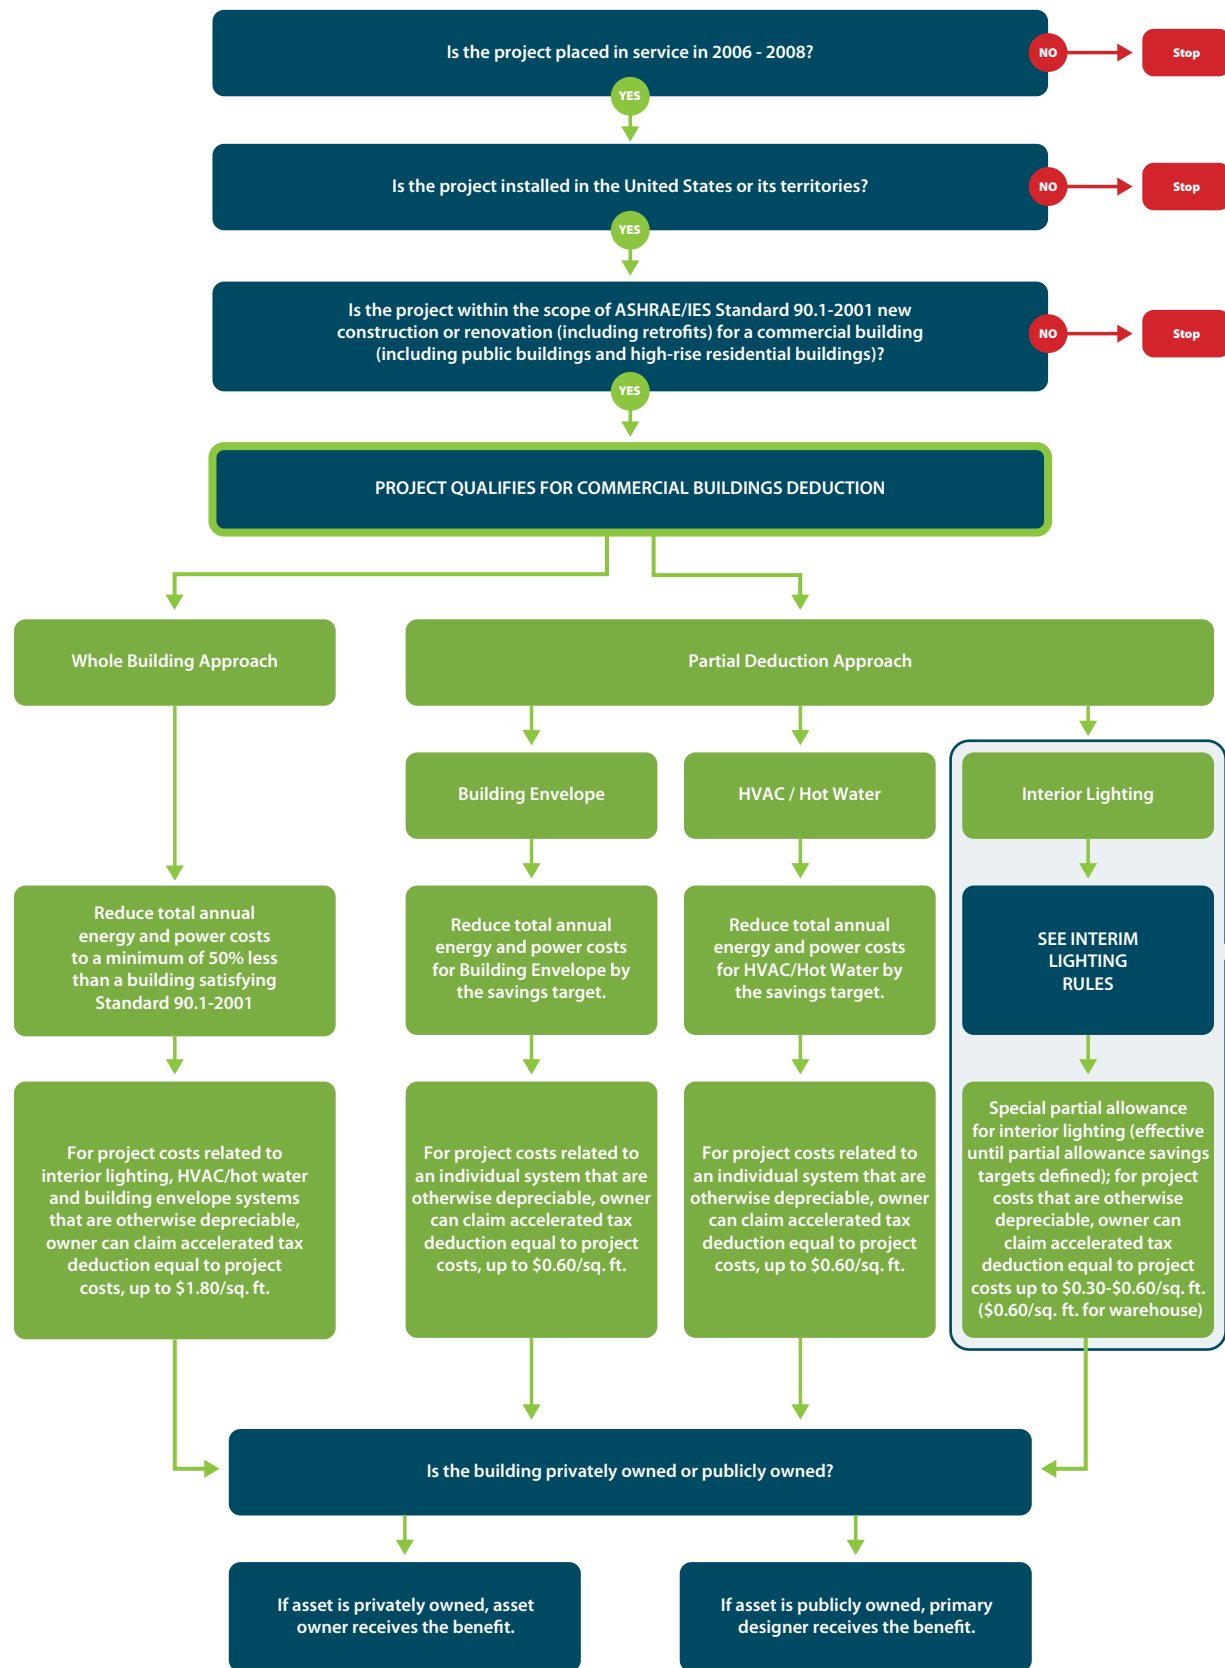 Is the project placed in service in 2006 - 2008?
NO
Stop
YES
Is the project installed in the United States or its territories?
NO
Stop
YES
Is the project within the scope of ASHRAE/IES Standard 90.1-2001 new
construction or renovation (including retrofits) for a commercial building
(including public buildings and high-rise residential buildings)?
NO
Stop
YES
PROJECT QUALIFIES FOR COMMERCIAL BUILDINGS DEDUCTION
Whole Building Approach
Partial Deduction Approach
Building Envelope
HVAC / Hot Water
Interior Lighting
Reduce total annual
energy and power costs
to a minimum of 50% less
than a building satisfying
Standard 90.1-2001
Reduce total annual
energy and power costs
for Building Envelope by
the savings target.
Reduce total annual
energy and power costs
for HVAC/Hot Water by
the savings target.
SEE INTERIM
LIGHTING
RULES
For project costs related to
interior lighting, HVAC/hot water
and building envelope systems
that are otherwise depreciable,
owner can claim accelerated tax
deduction equal to project
costs, up to $1.80/sq. ft.
For project costs related to
an individual system that are
otherwise depreciable, owner
can claim accelerated tax
deduction equal to project
costs, up to $0.60/sq. ft.
For project costs related to
an individual system that are
otherwise depreciable, owner
can claim accelerated tax
deduction equal to project
costs, up to $0.60/sq. ft.
Special partial allowance
for interior lighting (effective
until partial allowance savings
targets defined); for project
costs that are otherwise
depreciable, owner can
claim accelerated tax
deduction equal to project
costs up to $0.30-$0.60/sq. ft.
($0.60/sq. ft. for warehouse)
Is the building privately owned or publicly owned?
If asset is privately owned, asset
owner receives the benefit.
If asset is publicly owned, primary
designer receives the benefit.